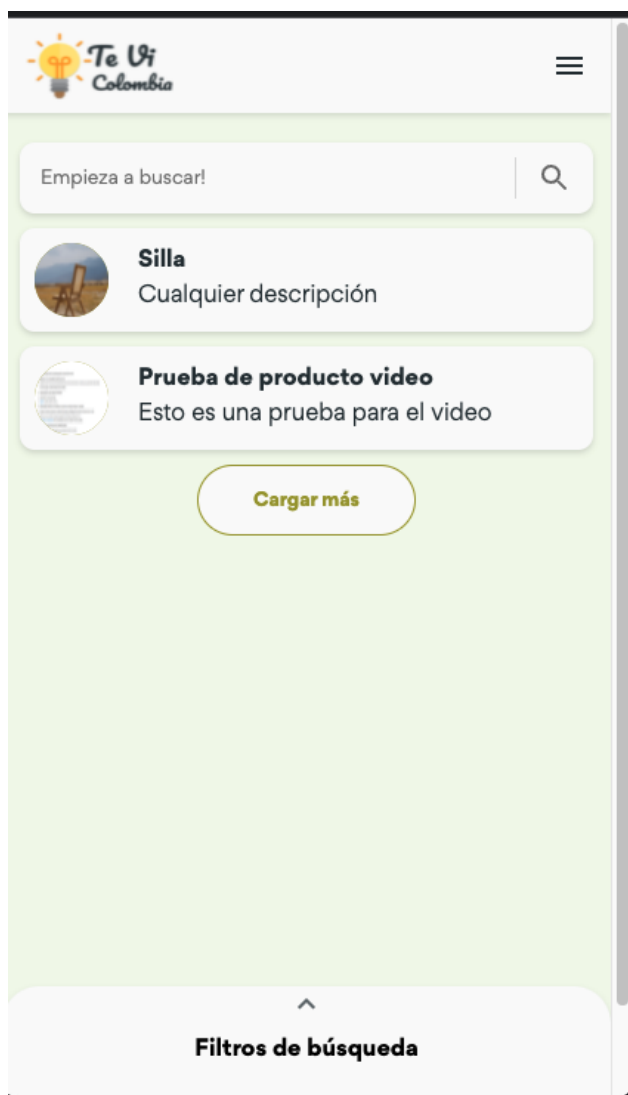 Te Vi
Colombia
Empieza a buscar!
Silla
Cualquier descripción
Prueba de producto video
Esto es una prueba para el video
Cargar más
Filtros de búsqueda